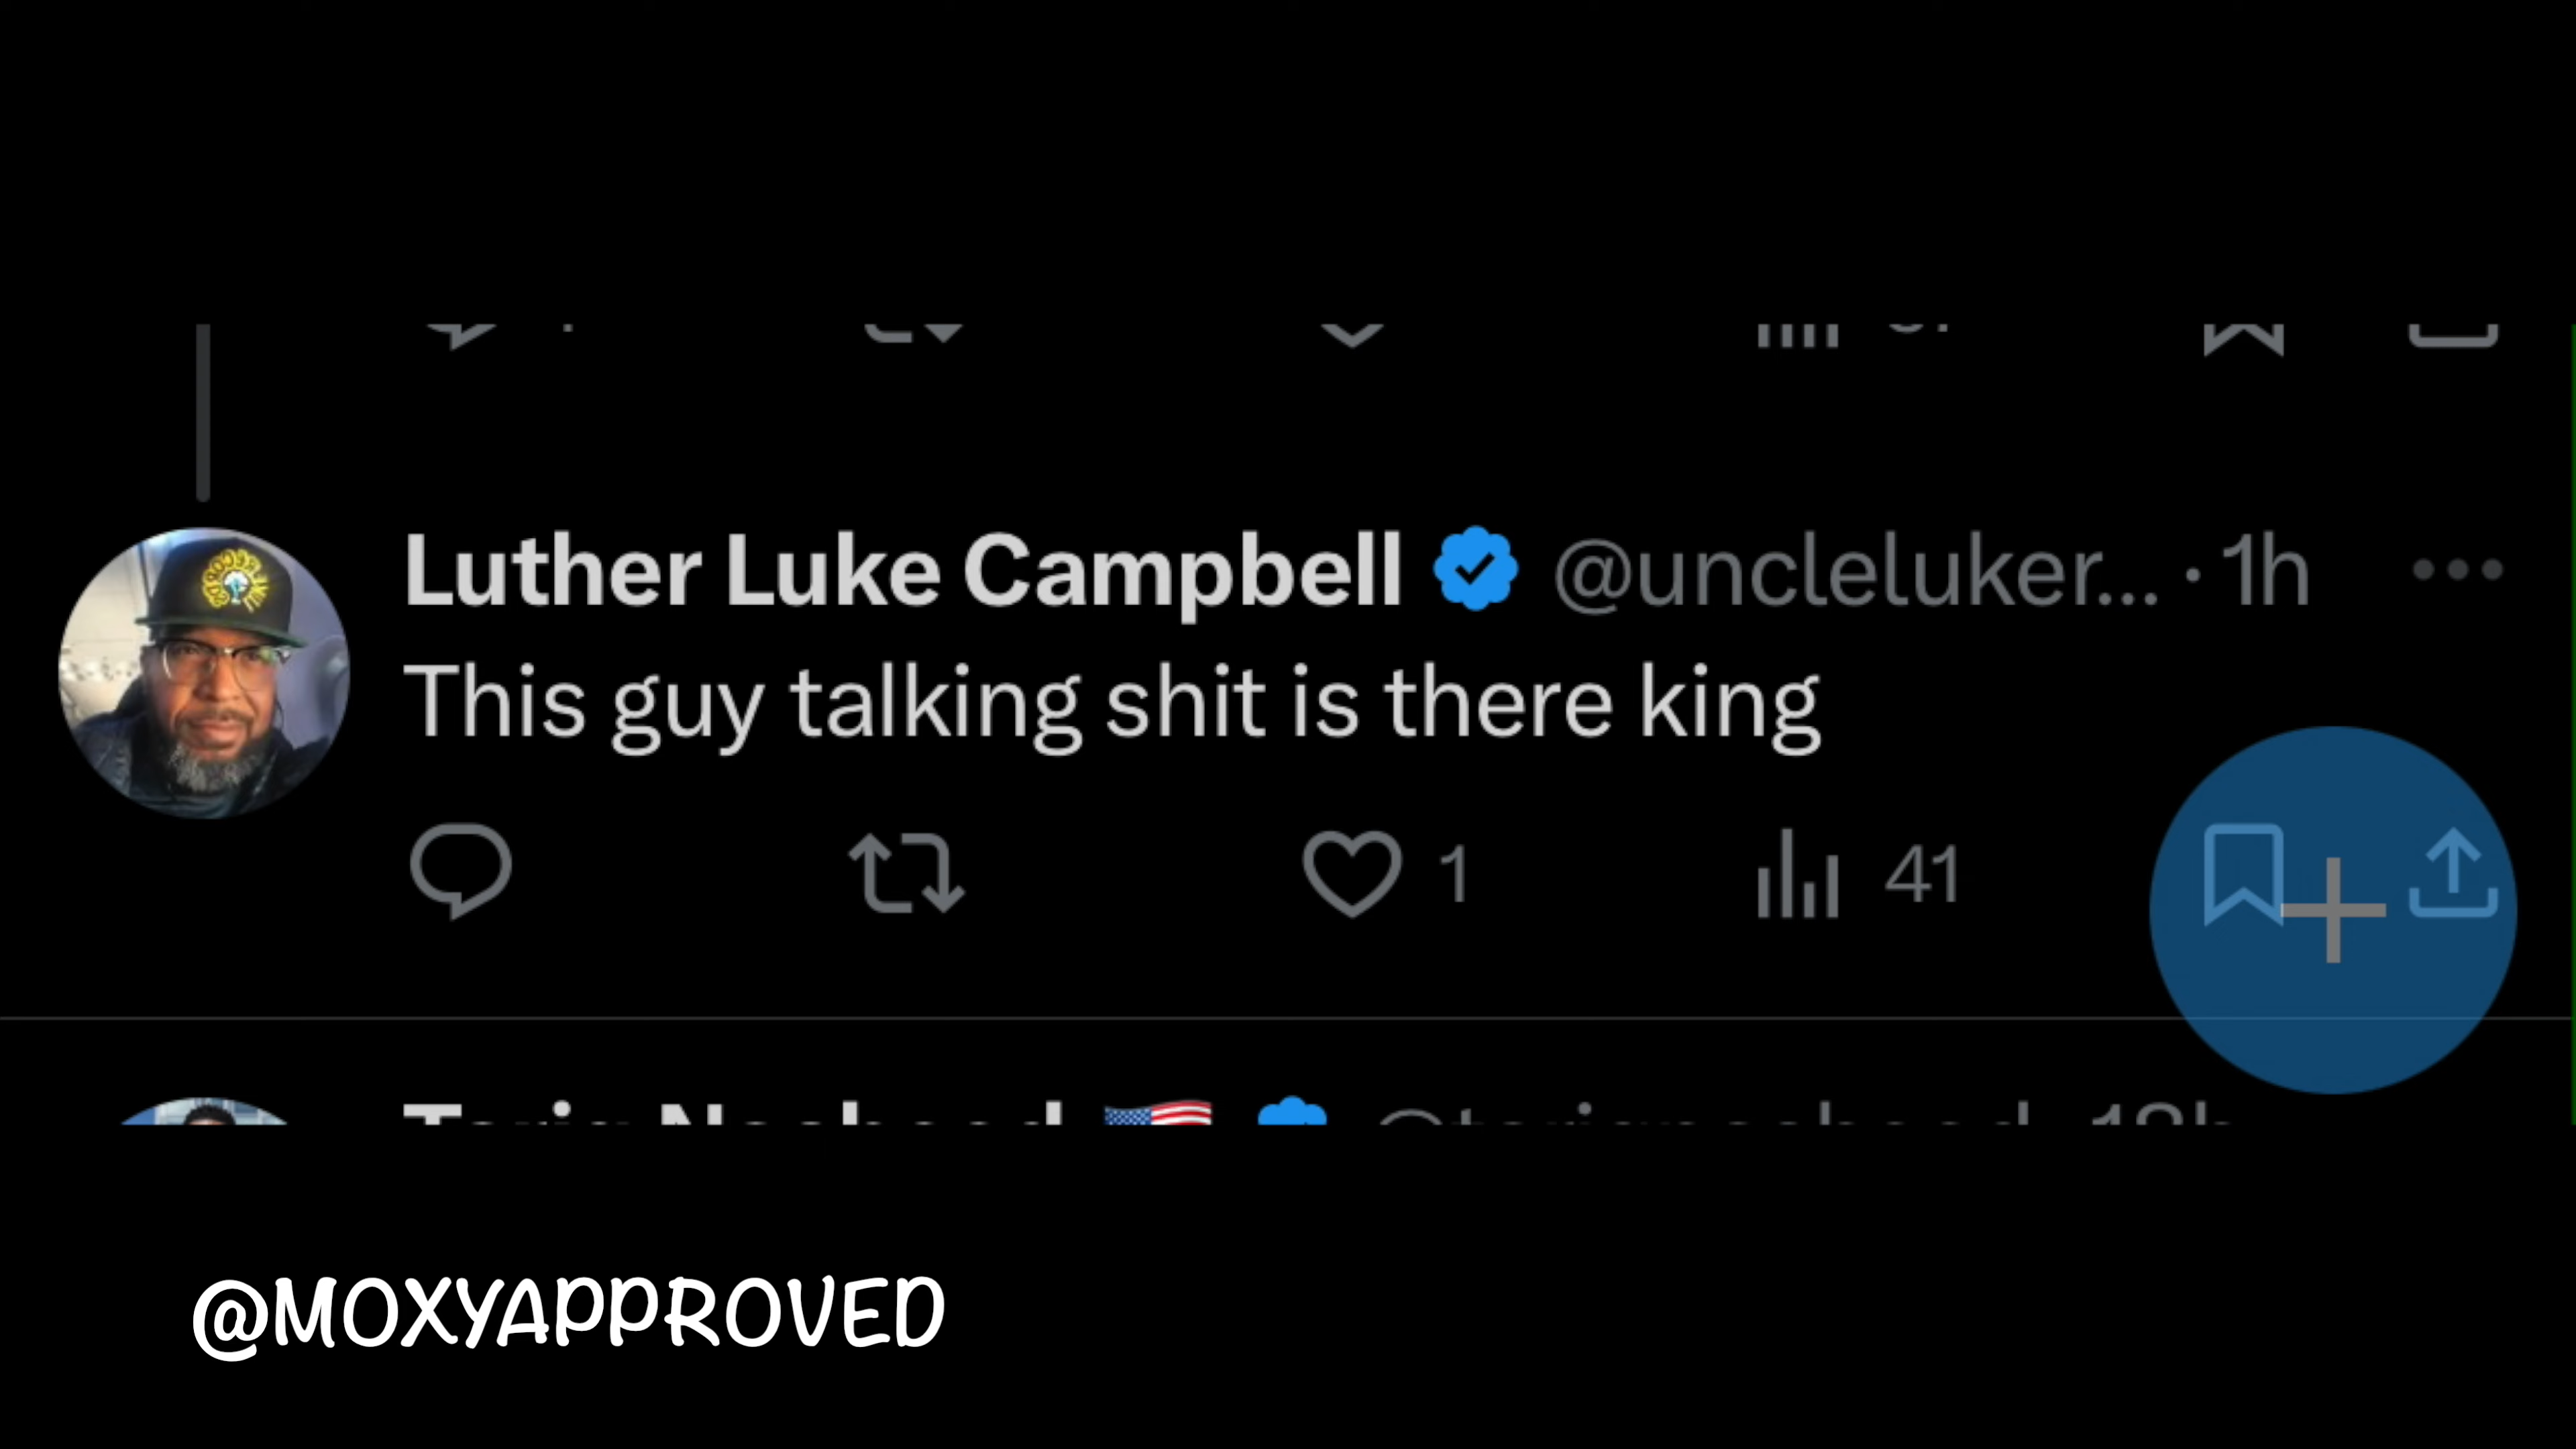 Luther Luke Campbell @uncleluker... · 1h
This guy talking shit is there king
1 41
@MOXYAPPROVED